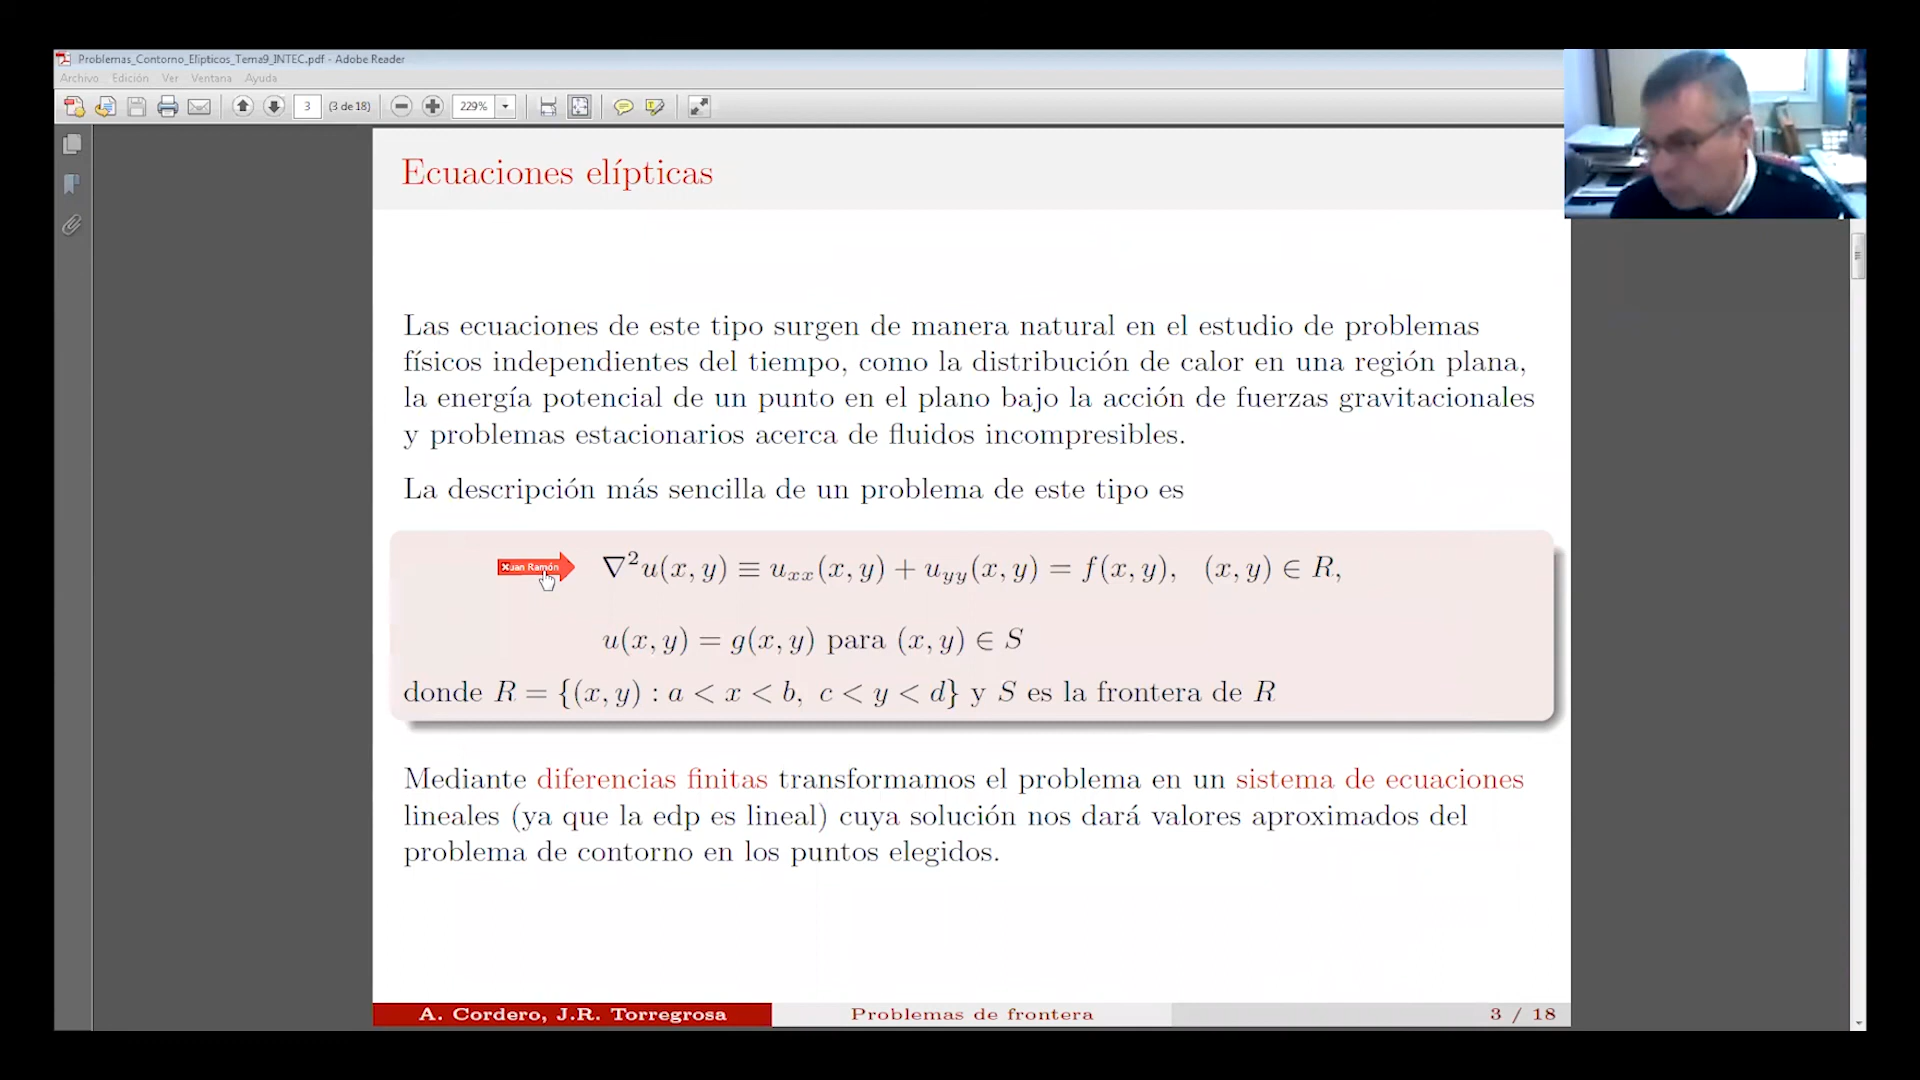 Problemas_Contorno_Elípticos_Tema9_INTEC.pdf - Adobe Reader
Archivo Edición Ver Ventana Ayuda
3 (3 de 18) 229%
Ecuaciones elípticas
Las ecuaciones de este tipo surgen de manera natural en el estudio de problemas
físicos independientes del tiempo, como la distribución de calor en una región plana,
la energía potencial de un punto en el plano bajo la acción de fuerzas gravitacionales
y problemas estacionarios acerca de fluidos incompresibles.
La descripción más sencilla de un problema de este tipo es
Xuan Ramón ∇²u(x, y) ≡ uₓₓ(x, y) + u_yy(x, y) = f(x, y), (x, y) ∈ R,
u(x, y) = g(x, y) para (x, y) ∈ S
donde R = {(x, y) : a < x < b, c < y < d} y S es la frontera de R
Mediante diferencias finitas transformamos el problema en un sistema de ecuaciones
lineales (ya que la edp es lineal) cuya solución nos dará valores aproximados del
problema de contorno en los puntos elegidos.
A. Cordero, J.R. Torregrosa Problemas de frontera 3 / 18